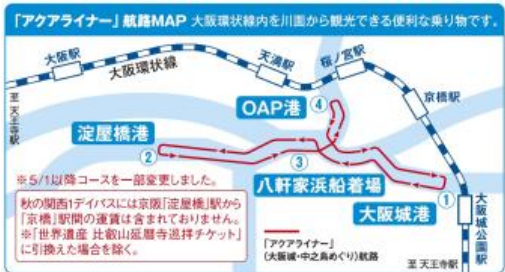 「アクアライナー」航路MAP 大阪環状線内を川面から観光できる便利な乗り物です。
大阪駅
大阪環状線
天満駅
桜ノ宮駅
至 天王寺駅
OAP港
④
京橋駅
淀屋橋港
②
③
八軒家浜船着場
①
大阪城港
大阪城公園駅
※5/1以降コースを一部変更しました。
秋の関西1デイパスには京阪「淀屋橋」駅から
「京橋」駅間の運賃は含まれておりません。
※「世界遺産 比叡山延暦寺巡拝チケット」
に引換えた場合を除く。
「アクアライナー」
(大阪城・中之島めぐり)航路
至 天王寺駅